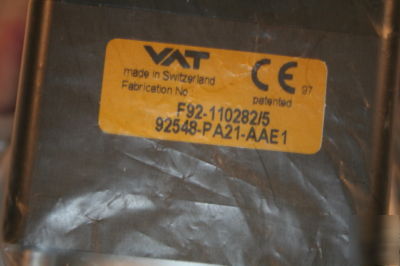 VAT
made in Switzerland
Fabrication No
CE 97
patented
F92-110282/5
92548-PA21-AAE1